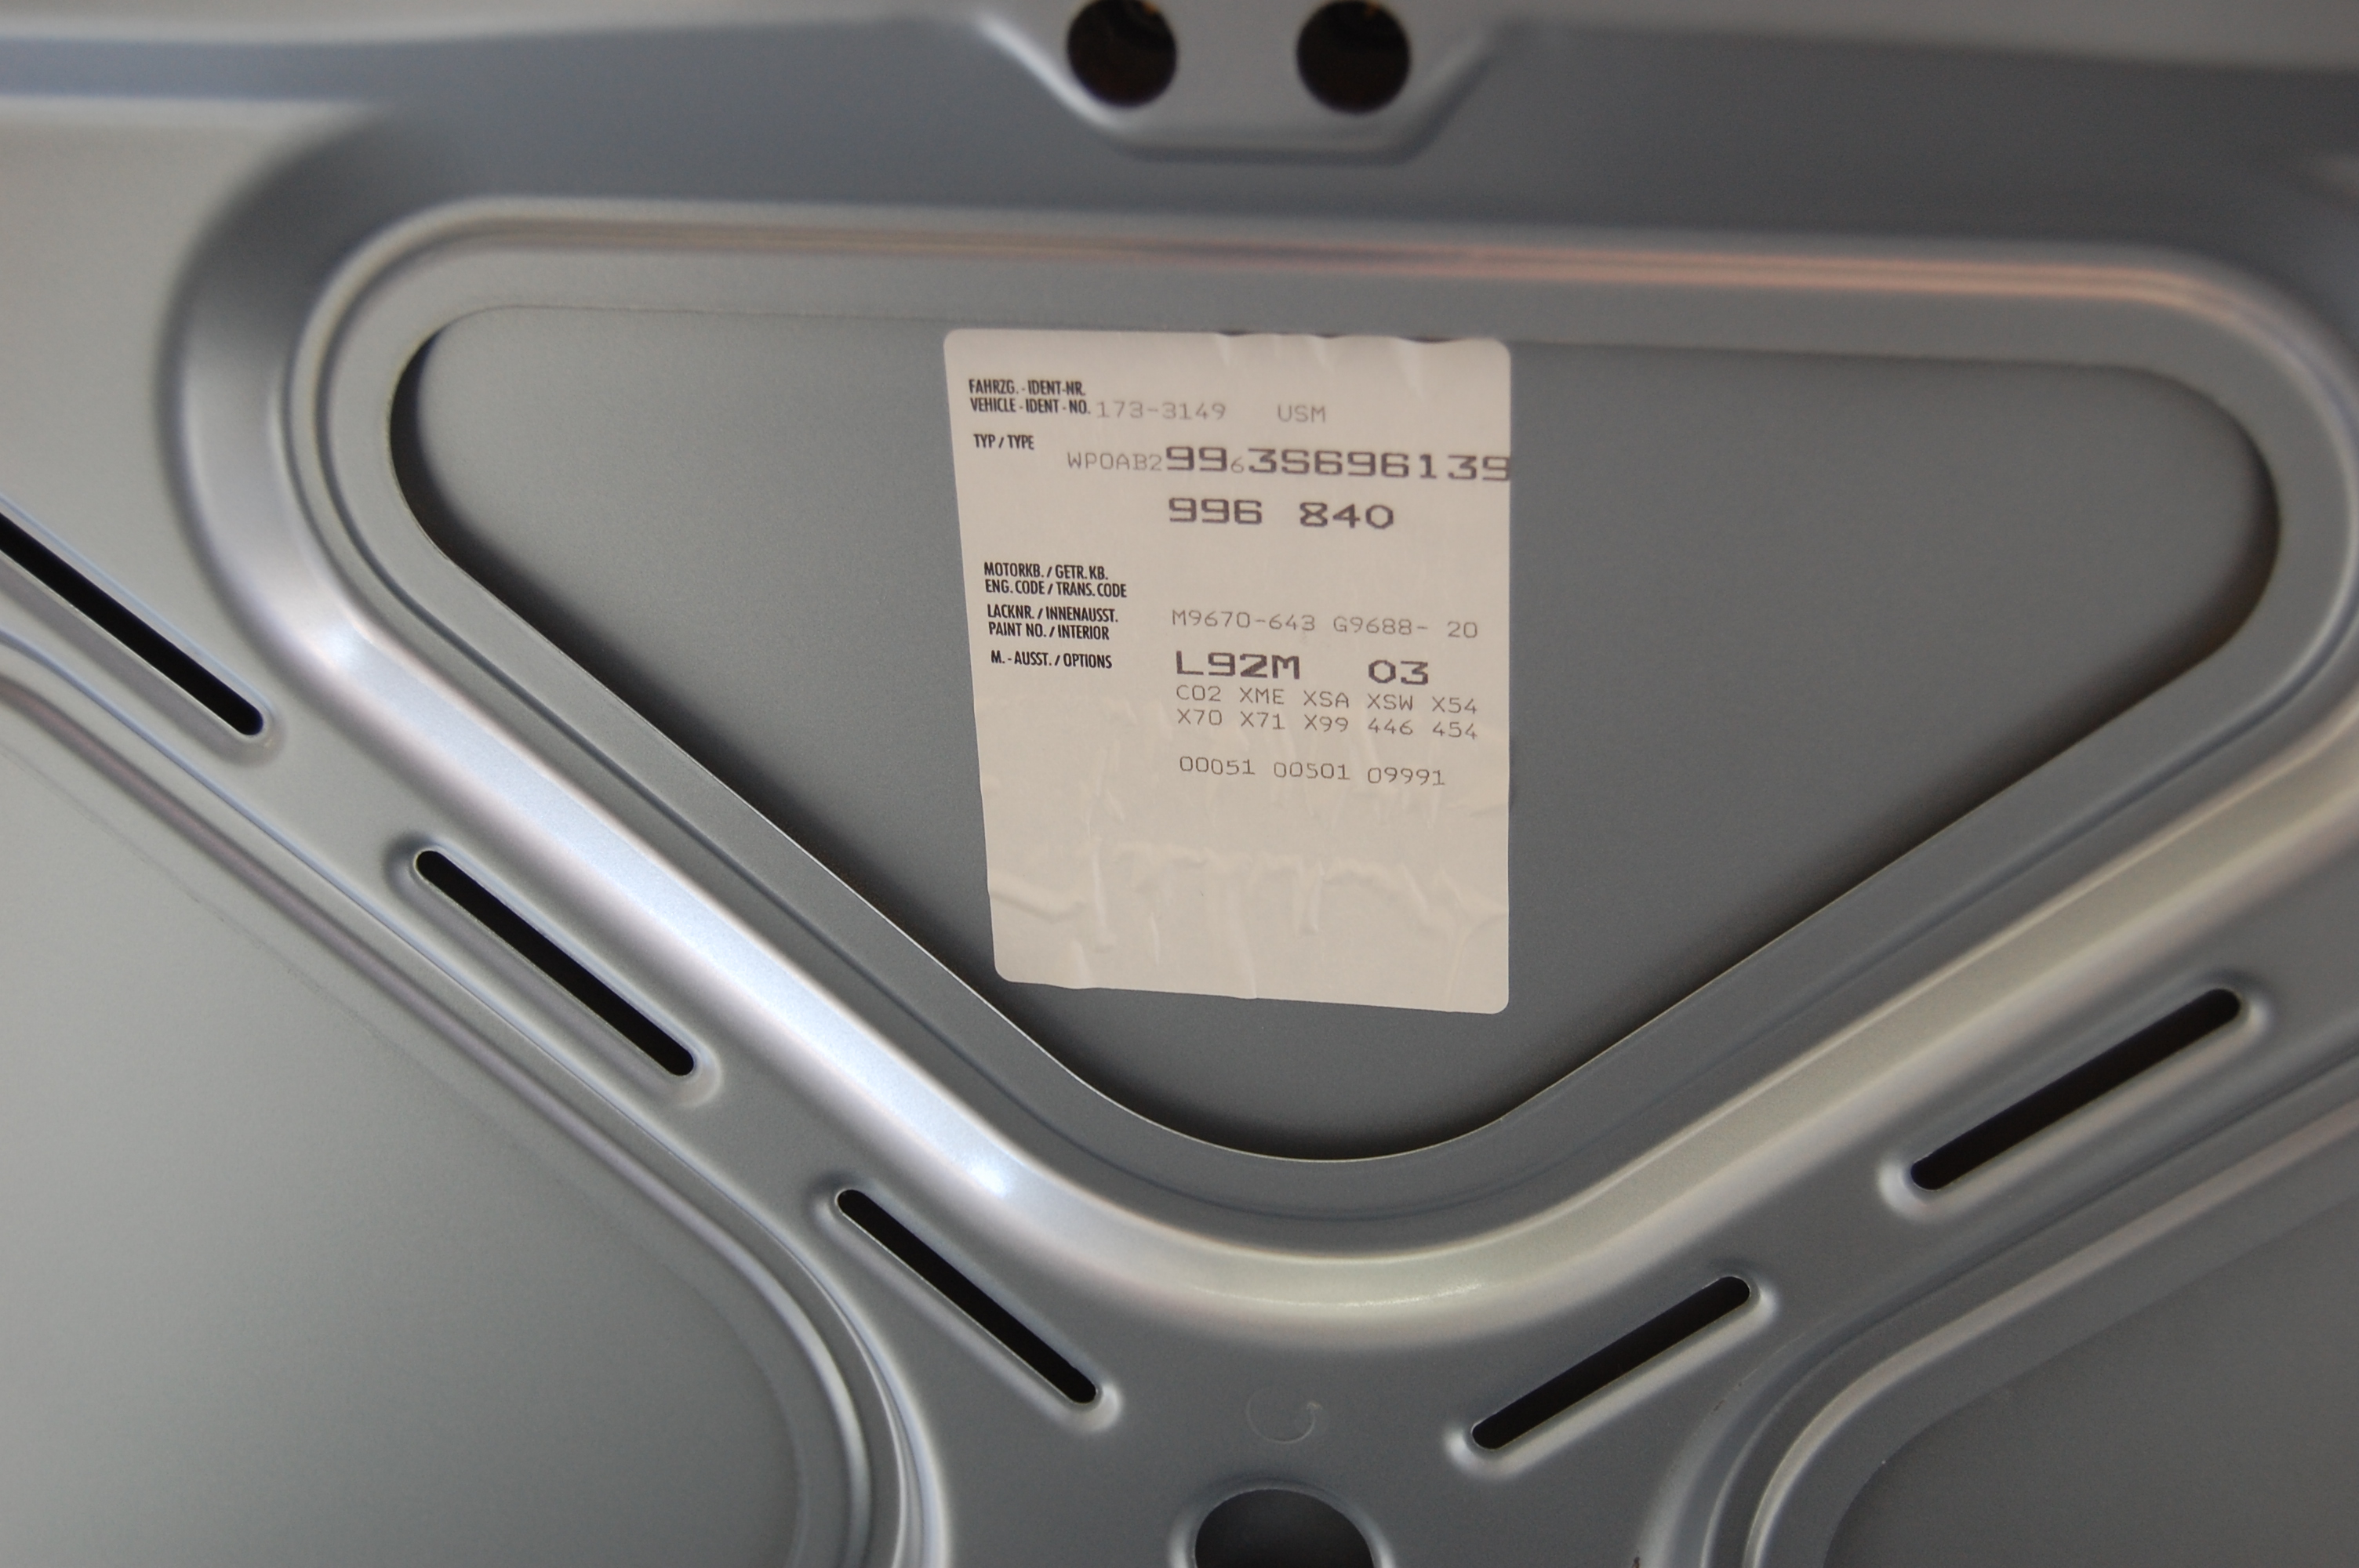 FAHRZG.-IDENT-NR.
VEHICLE-IDENT-NO. 173-3149 USM
TYP / TYPE
WP0AB29963S696139
996 840
MOTORKB. / GETR. KB.
ENG. CODE / TRANS. CODE
LACKNR. / INNENAUSST. M9670-643 G9688- 20
PAINT NO. / INTERIOR
M.-AUSST. / OPTIONS L92M 03
C02 XME XSA XSW X54
X70 X71 X99 446 454
00051 00501 09991